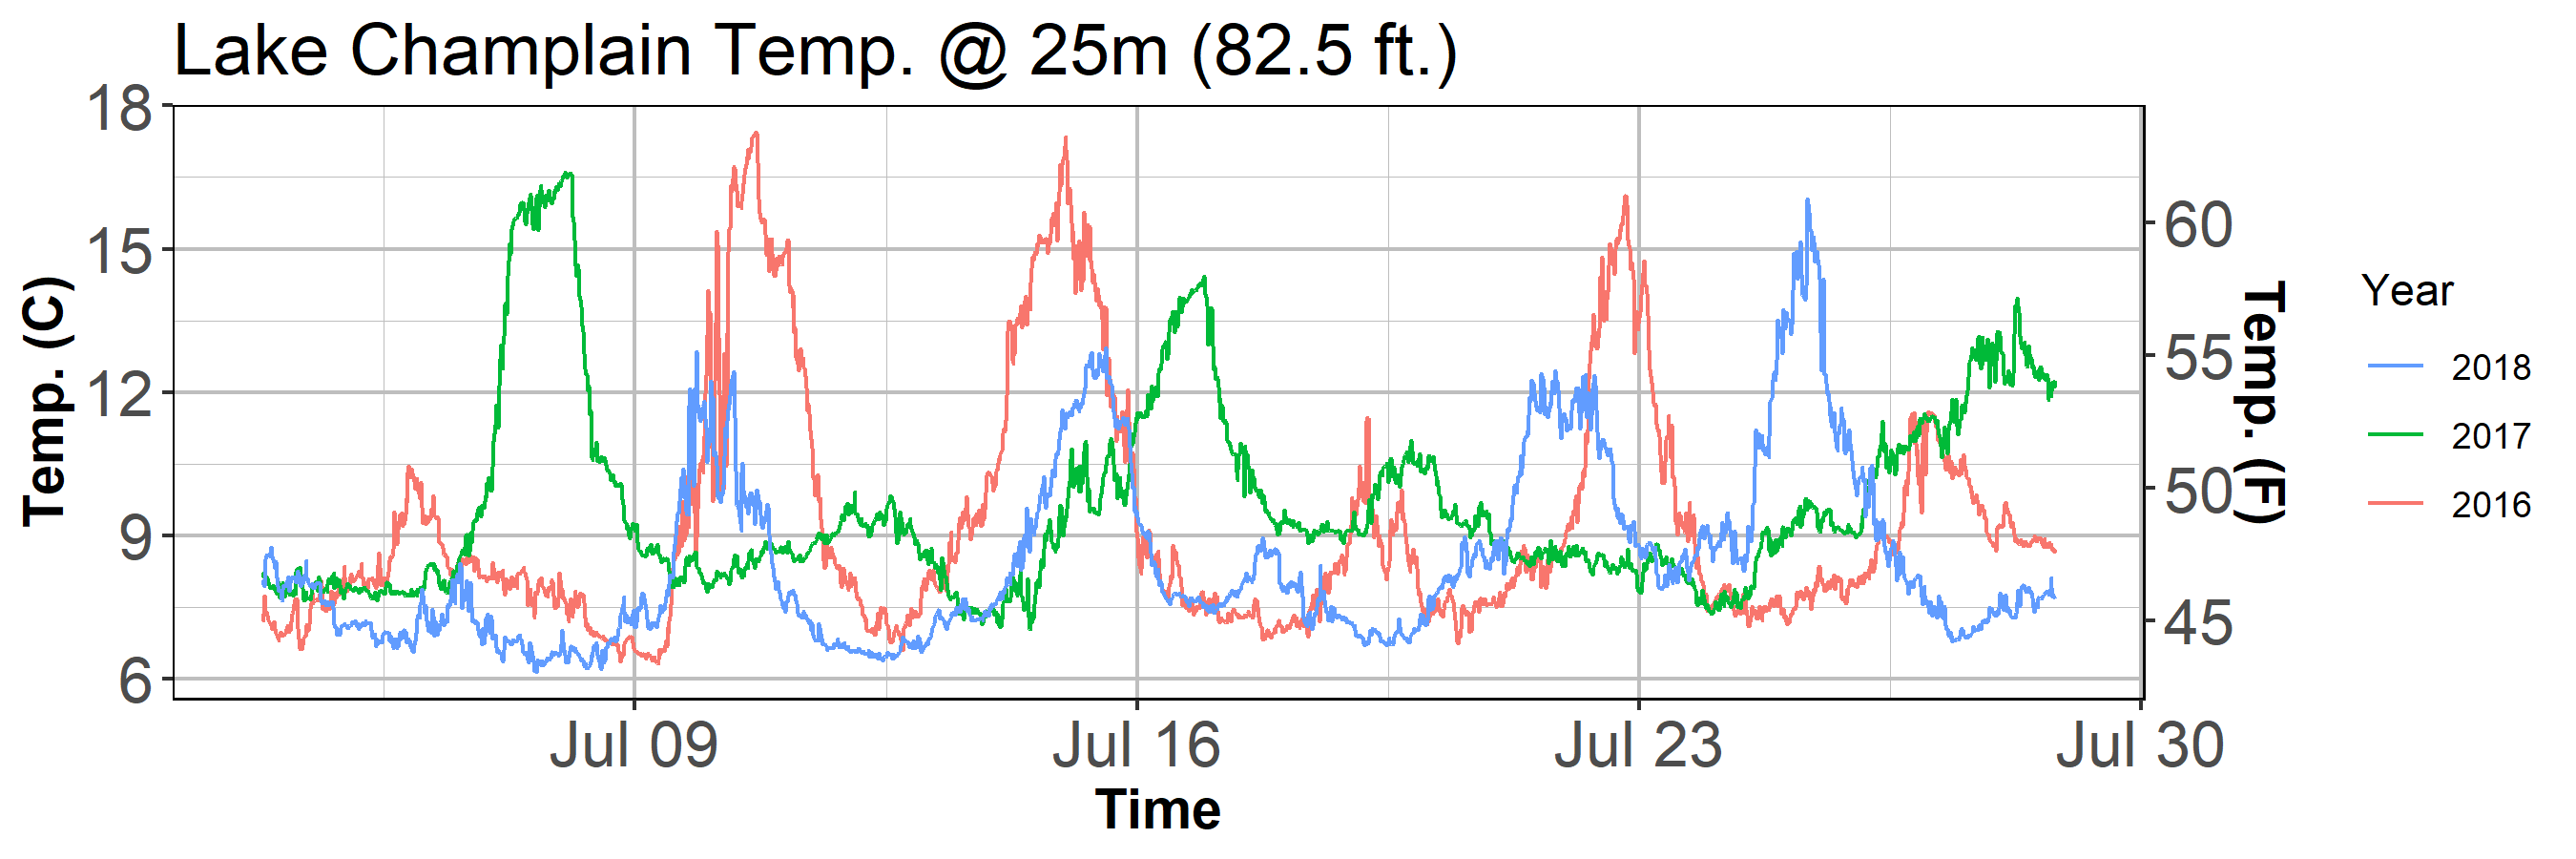 Lake Champlain Temp. @ 25m (82.5 ft.)
18
15
12
9
6
Temp. (C)
60
55
50
45
Temp. (F)
Jul 09
Jul 16
Jul 23
Jul 30
Time
Year
2018
2017
2016